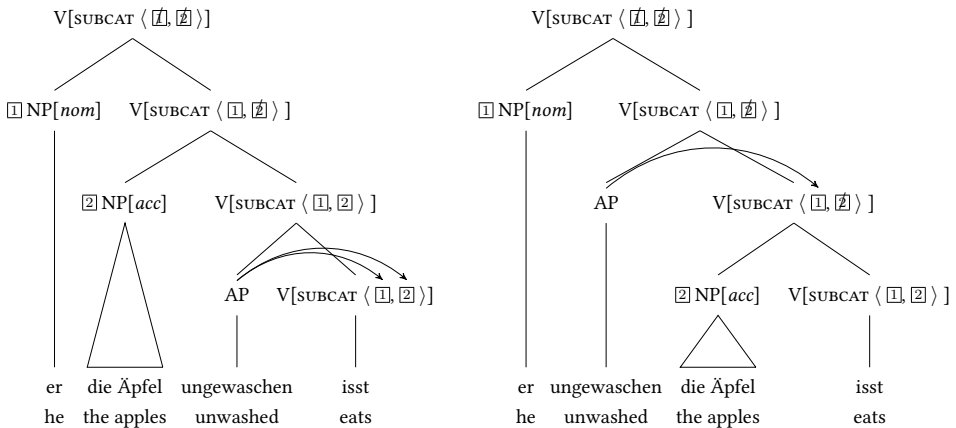 V[SUBCAT ⟨ 1̸, 2̸ ⟩ ] V[SUBCAT ⟨ 1̸, 2̸ ⟩ ]
1 NP[nom] V[SUBCAT ⟨ 1, 2̸ ⟩ ] 1 NP[nom] V[SUBCAT ⟨ 1, 2̸ ⟩ ]
2 NP[acc] V[SUBCAT ⟨ 1, 2 ⟩ ] AP V[SUBCAT ⟨ 1, 2̸ ⟩ ]
AP V[SUBCAT ⟨ 1, 2 ⟩] 2 NP[acc] V[SUBCAT ⟨ 1, 2 ⟩ ]
er die Äpfel ungewaschen isst er ungewaschen die Äpfel isst
he the apples unwashed eats he unwashed the apples eats